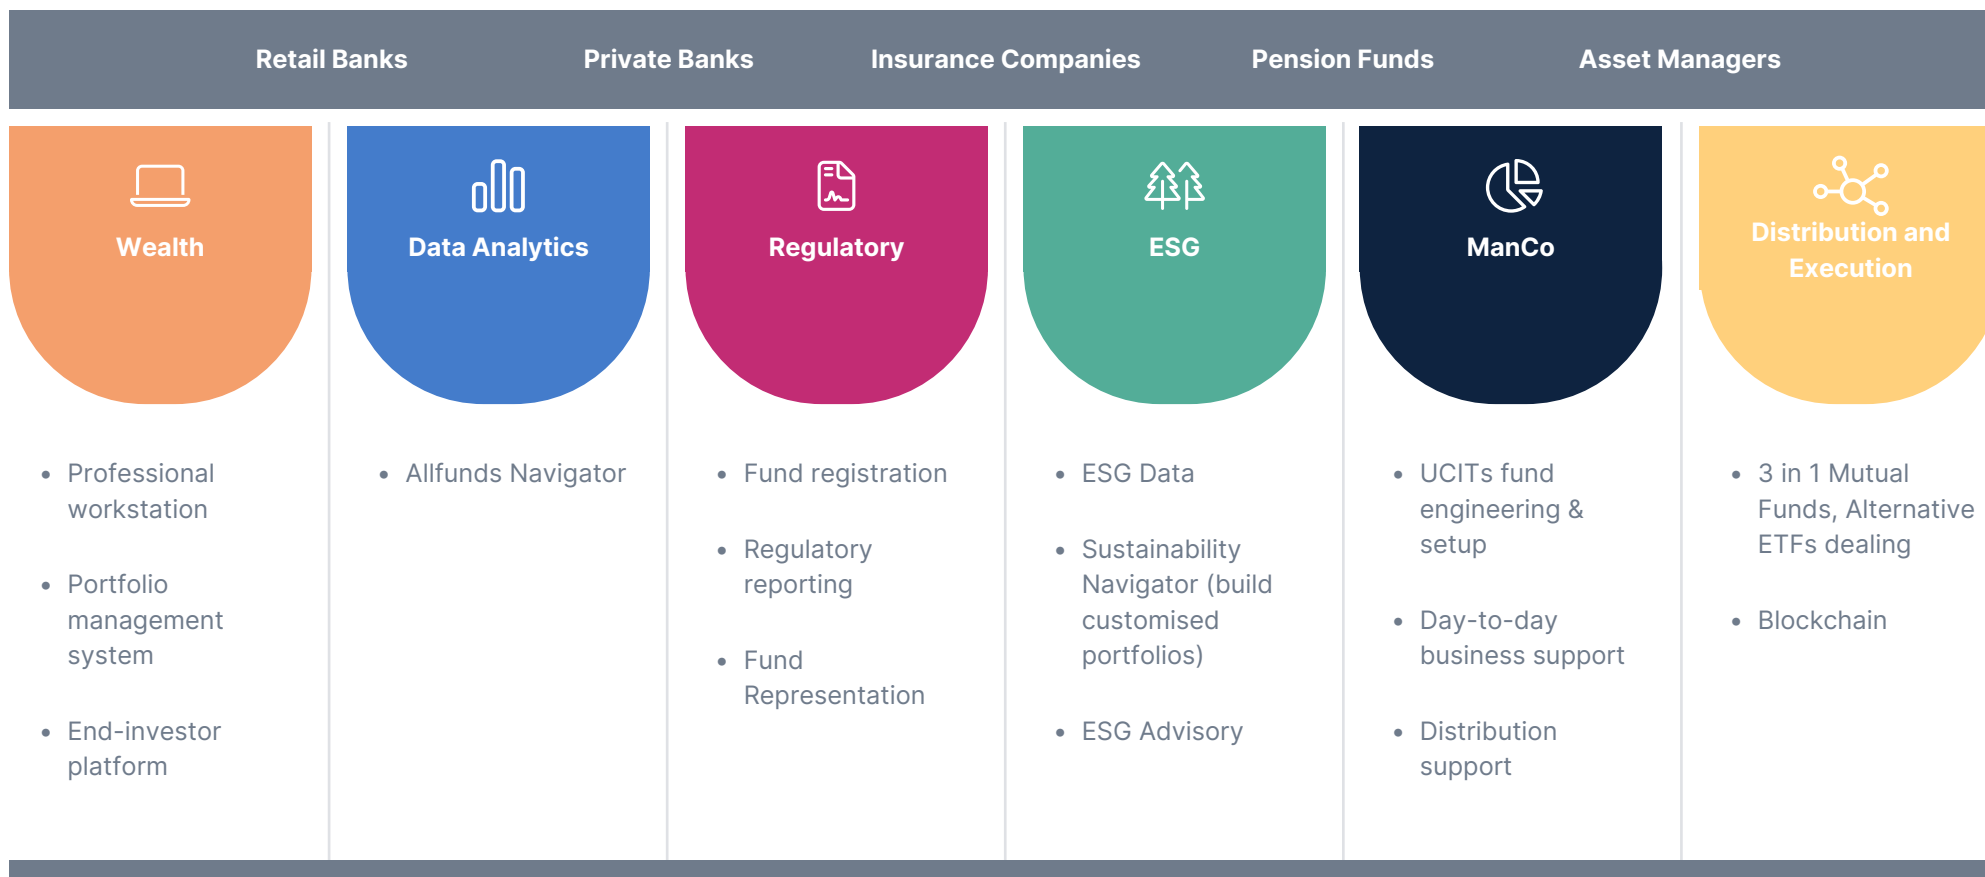 Retail Banks
Private Banks
Insurance Companies
Pension Funds
Asset Managers
Wealth
• Professional
workstation
• Portfolio
management
system
• End-investor
platform
Data Analytics
• Allfunds Navigator
Regulatory
• Fund registration
• Regulatory
reporting
• Fund
Representation
ESG
• ESG Data
• Sustainability
Navigator (build
customised
portfolios)
• ESG Advisory
ManCo
• UCITs fund
engineering &
setup
• Day-to-day
business support
• Distribution
support
Distribution and
Execution
• 3 in 1 Mutual
Funds, Alternative
ETFs dealing
• Blockchain